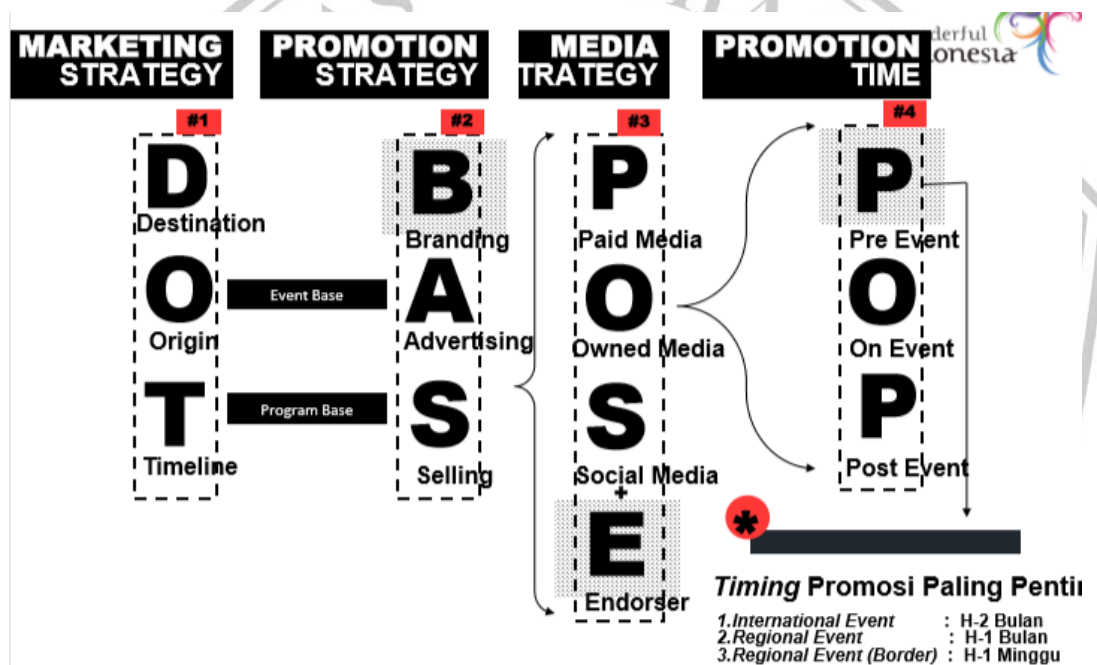 MARKETING
STRATEGY
#1
D
Destination
O
Origin
T
Timeline
Event Base
Program Base
PROMOTION
STRATEGY
#2
B
Branding
A
Advertising
S
Selling
MEDIA
TRATEGY
#3
P
Paid Media
O
Owned Media
S
Social Media
+
E
Endorser
PROMOTION
TIME
#4
P
Pre Event
O
On Event
P
Post Event
derful
onesia
*
Timing Promosi Paling Penti
1.International Event : H-2 Bulan
2.Regional Event : H-1 Bulan
3.Regional Event (Border) : H-1 Minggu